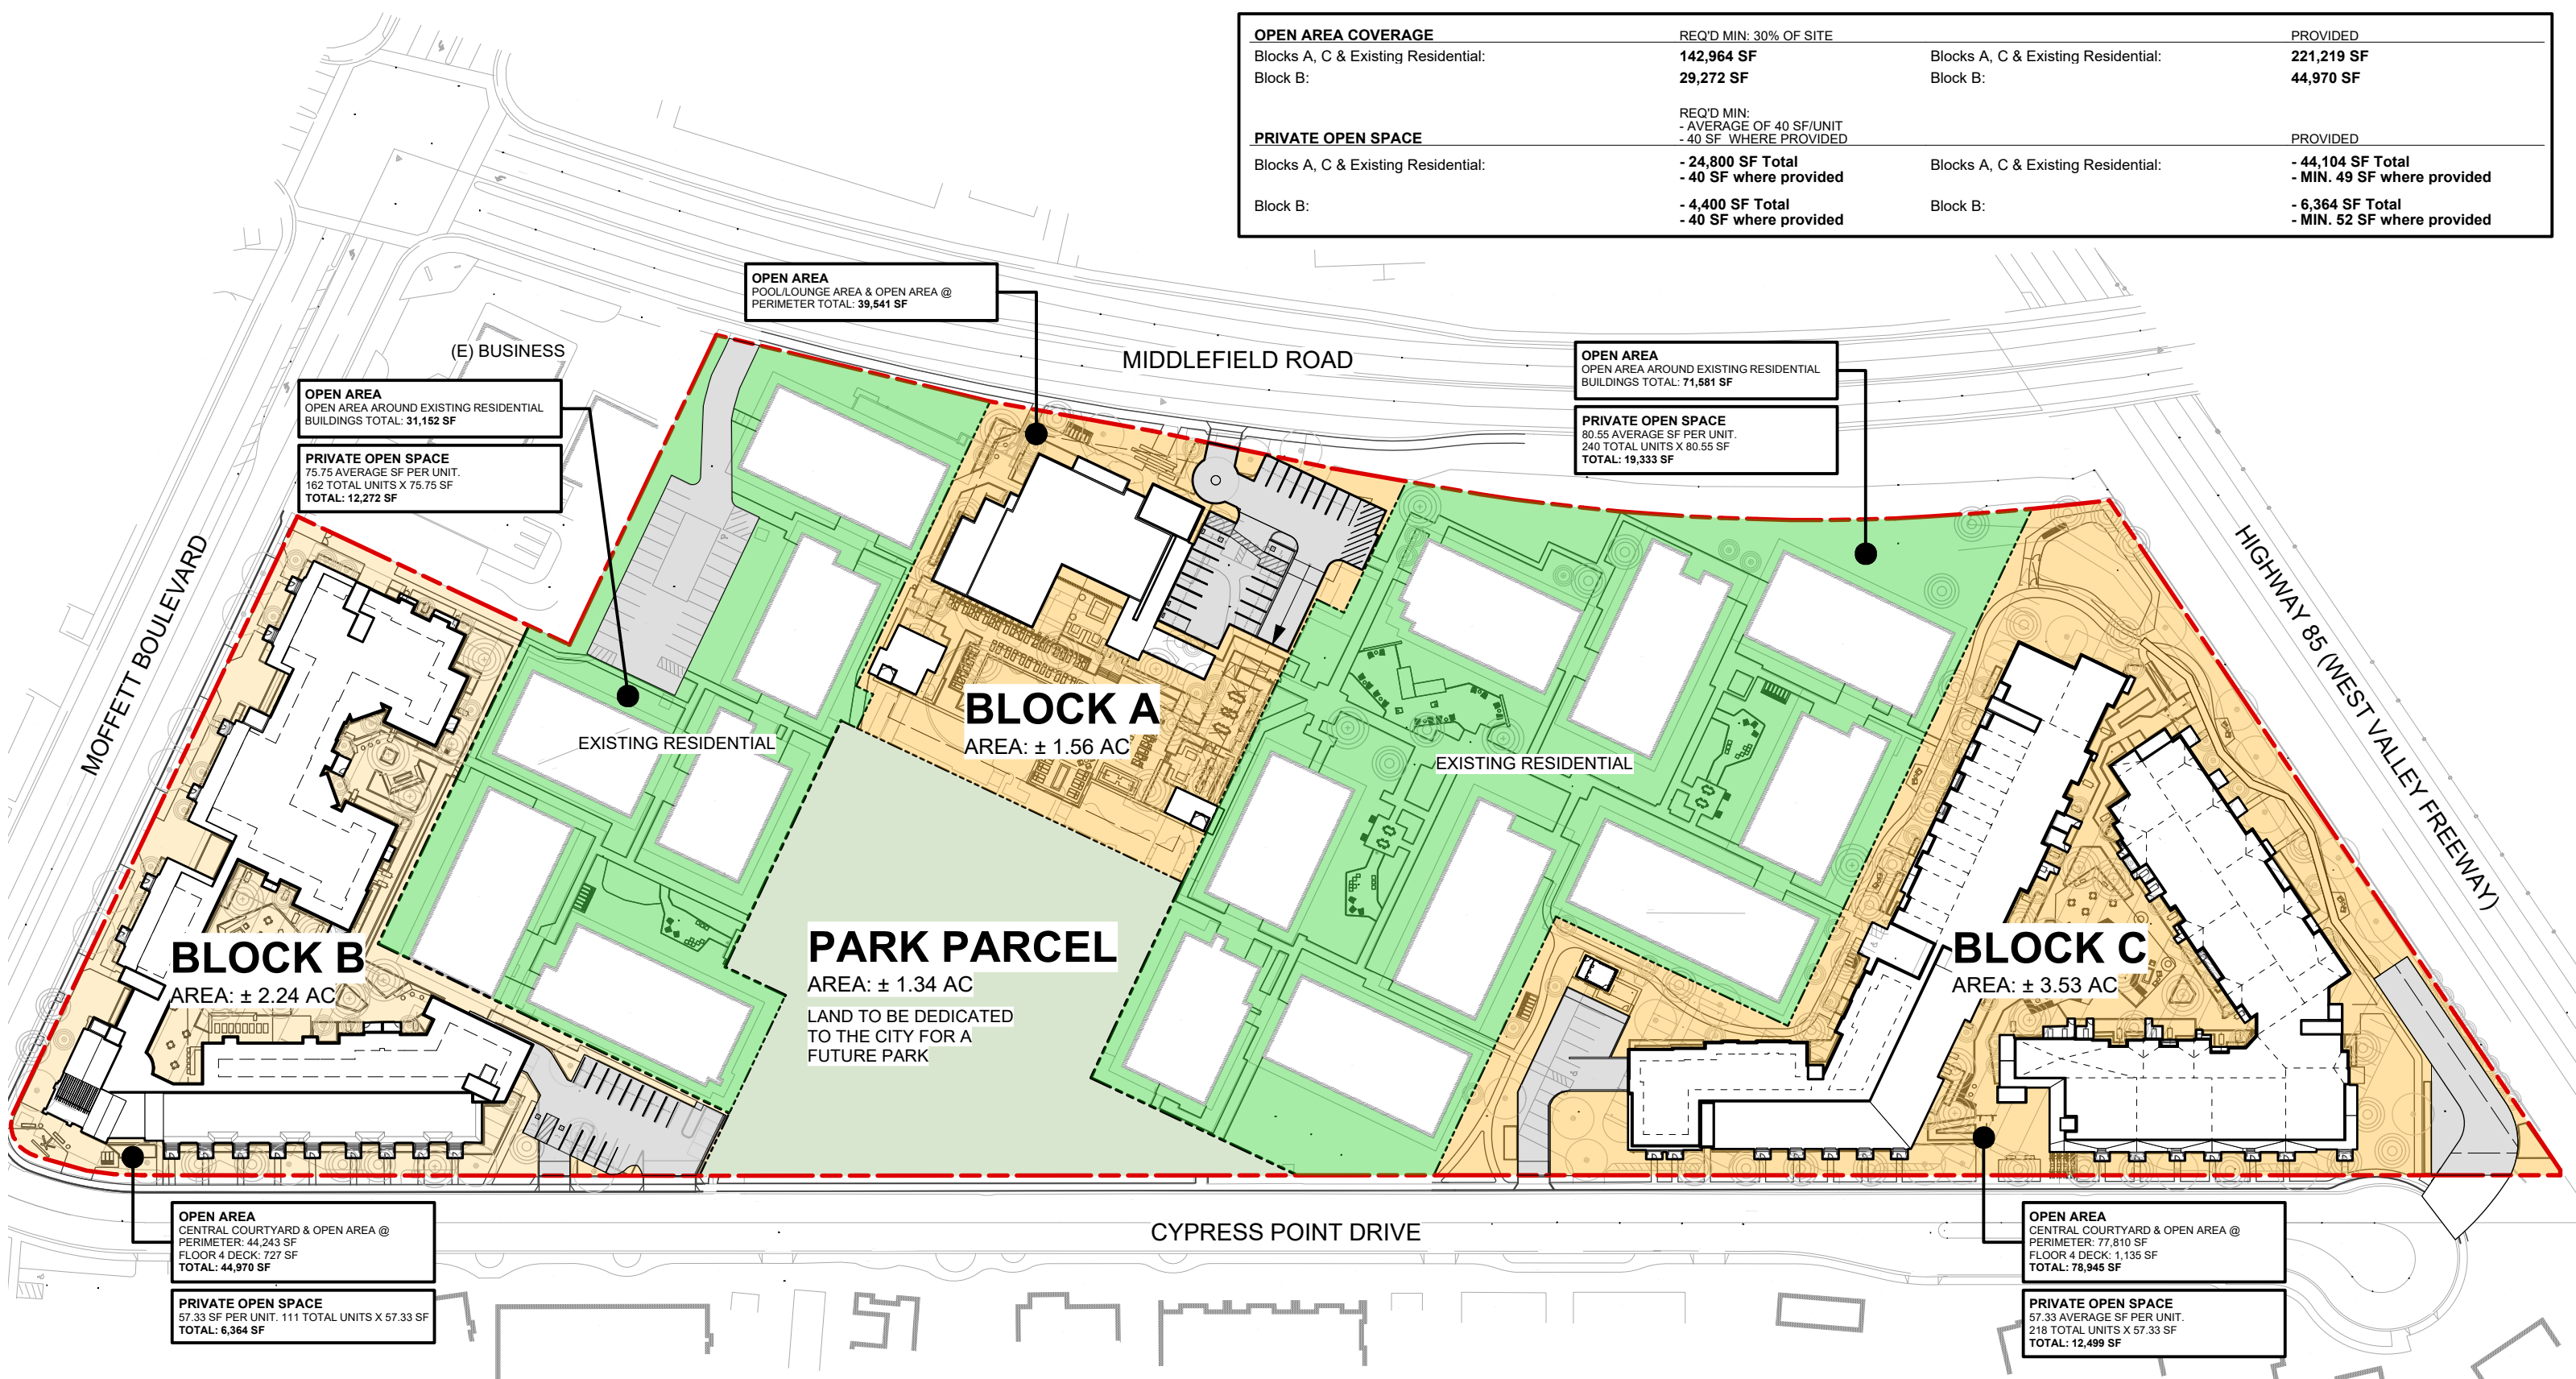 OPEN AREA COVERAGE REQ'D MIN: 30% OF SITE PROVIDED
Blocks A, C & Existing Residential: 142,964 SF Blocks A, C & Existing Residential: 221,219 SF
Block B: 29,272 SF Block B: 44,970 SF
REQ'D MIN:
- AVERAGE OF 40 SF/UNIT
PRIVATE OPEN SPACE - 40 SF WHERE PROVIDED PROVIDED
Blocks A, C & Existing Residential: - 24,800 SF Total Blocks A, C & Existing Residential: - 44,104 SF Total
- 40 SF where provided - MIN. 49 SF where provided
Block B: - 4,400 SF Total Block B: - 6,364 SF Total
- 40 SF where provided - MIN. 52 SF where provided
OPEN AREA
POOL/LOUNGE AREA & OPEN AREA @
PERIMETER TOTAL: 39,541 SF
(E) BUSINESS
MIDDLEFIELD ROAD
OPEN AREA
OPEN AREA AROUND EXISTING RESIDENTIAL
BUILDINGS TOTAL: 71,581 SF
PRIVATE OPEN SPACE
80.55 AVERAGE SF PER UNIT.
240 TOTAL UNITS X 80.55 SF
TOTAL: 19,333 SF
OPEN AREA
OPEN AREA AROUND EXISTING RESIDENTIAL
BUILDINGS TOTAL: 31,152 SF
PRIVATE OPEN SPACE
75.75 AVERAGE SF PER UNIT.
162 TOTAL UNITS X 75.75 SF
TOTAL: 12,272 SF
MOFFETT BOULEVARD
HIGHWAY 85 (WEST VALLEY FREEWAY)
BLOCK A
AREA: ± 1.56 AC
EXISTING RESIDENTIAL
EXISTING RESIDENTIAL
BLOCK B
AREA: ± 2.24 AC
PARK PARCEL
AREA: ± 1.34 AC
LAND TO BE DEDICATED
TO THE CITY FOR A
FUTURE PARK
BLOCK C
AREA: ± 3.53 AC
CYPRESS POINT DRIVE
OPEN AREA
CENTRAL COURTYARD & OPEN AREA @
PERIMETER: 44,243 SF
FLOOR 4 DECK: 727 SF
TOTAL: 44,970 SF
PRIVATE OPEN SPACE
57.33 SF PER UNIT. 111 TOTAL UNITS X 57.33 SF
TOTAL: 6,364 SF
OPEN AREA
CENTRAL COURTYARD & OPEN AREA @
PERIMETER: 77,810 SF
FLOOR 4 DECK: 1,135 SF
TOTAL: 78,945 SF
PRIVATE OPEN SPACE
57.33 AVERAGE SF PER UNIT.
218 TOTAL UNITS X 57.33 SF
TOTAL: 12,499 SF